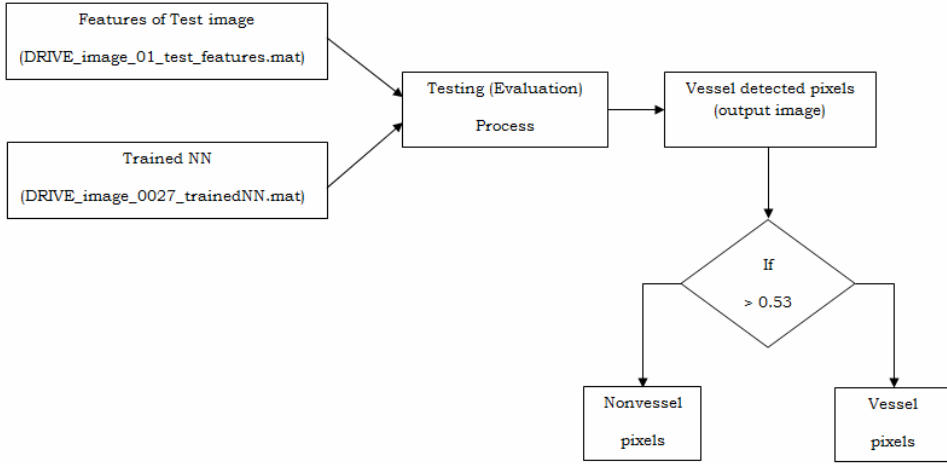 Features of Test image
(DRIVE_image_01_test_features.mat)
Trained NN
(DRIVE_image_0027_trainedNN.mat)
Testing (Evaluation)
Process
Vessel detected pixels
(output image)
If
> 0.53
Nonvessel
pixels
Vessel
pixels